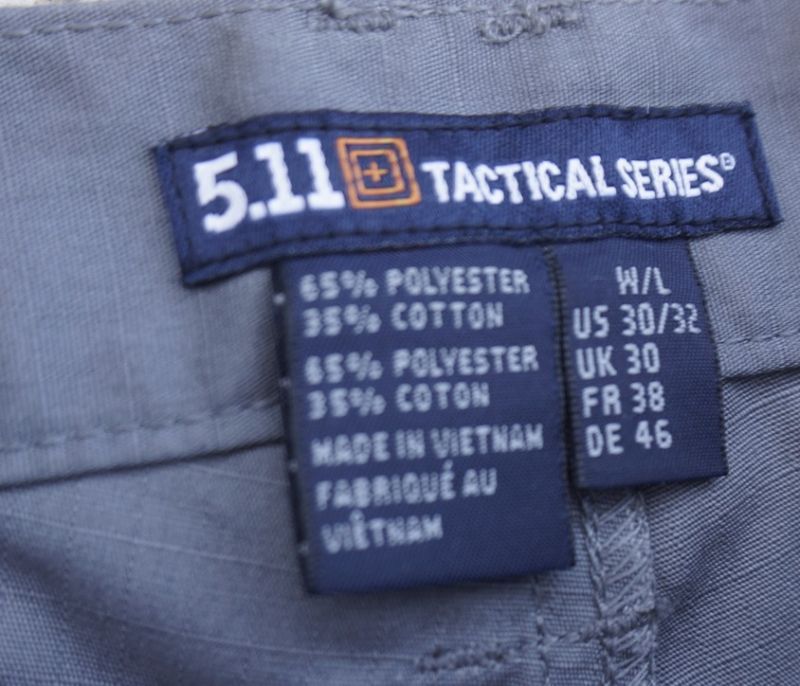 5.11 TACTICAL SERIES®
65% POLYESTER
35% COTTON
65% POLYESTER
35% COTON
MADE IN VIETNAM
FABRIQUÉ AU
VIÊTNAM
W/L
US 30/32
UK 30
FR 38
DE 46